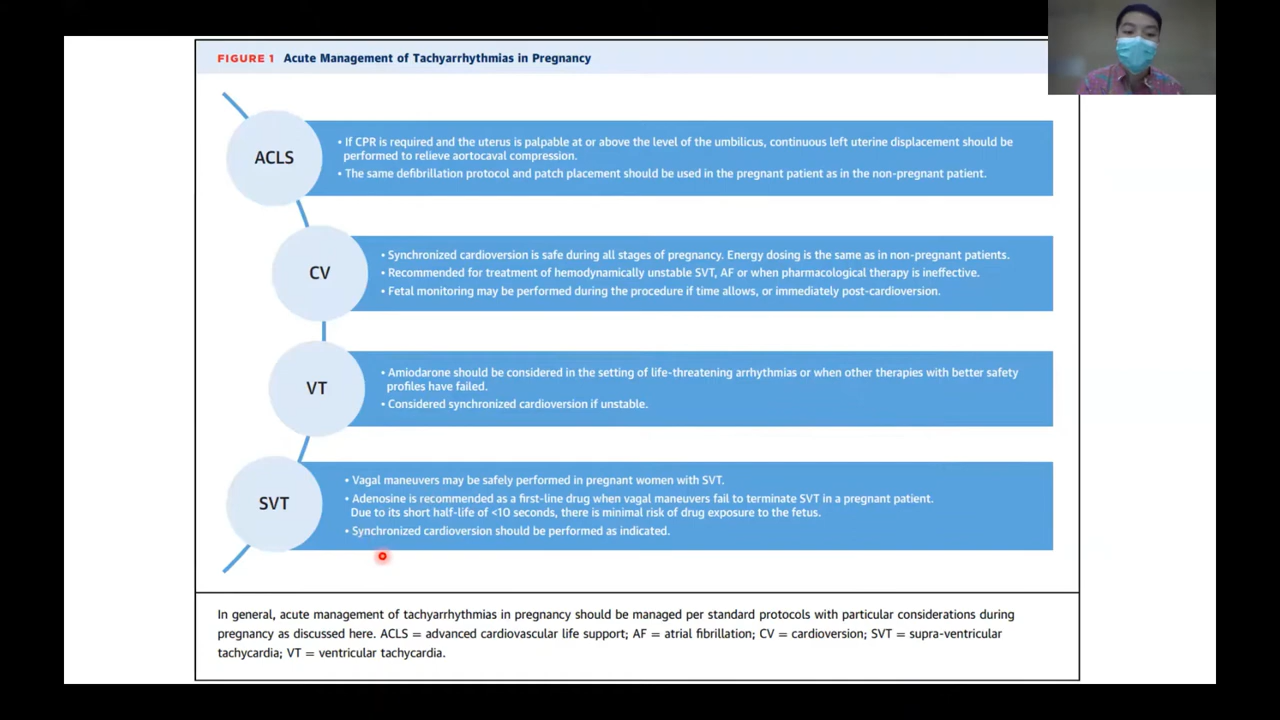 FIGURE 1 Acute Management of Tachyarrhythmias in Pregnancy
ACLS
• If CPR is required and the uterus is palpable at or above the level of the umbilicus, continuous left uterine displacement should be
performed to relieve aortocaval compression.
• The same defibrillation protocol and patch placement should be used in the pregnant patient as in the non-pregnant patient.
CV
• Synchronized cardioversion is safe during all stages of pregnancy. Energy dosing is the same as in non-pregnant patients.
• Recommended for treatment of hemodynamically unstable SVT, AF or when pharmacological therapy is ineffective.
• Fetal monitoring may be performed during the procedure if time allows, or immediately post-cardioversion.
VT
• Amiodarone should be considered in the setting of life-threatening arrhythmias or when other therapies with better safety
profiles have failed.
• Considered synchronized cardioversion if unstable.
SVT
• Vagal maneuvers may be safely performed in pregnant women with SVT.
• Adenosine is recommended as a first-line drug when vagal maneuvers fail to terminate SVT in a pregnant patient.
Due to its short half-life of <10 seconds, there is minimal risk of drug exposure to the fetus.
• Synchronized cardioversion should be performed as indicated.
In general, acute management of tachyarrhythmias in pregnancy should be managed per standard protocols with particular considerations during
pregnancy as discussed here. ACLS = advanced cardiovascular life support; AF = atrial fibrillation; CV = cardioversion; SVT = supra-ventricular
tachycardia; VT = ventricular tachycardia.